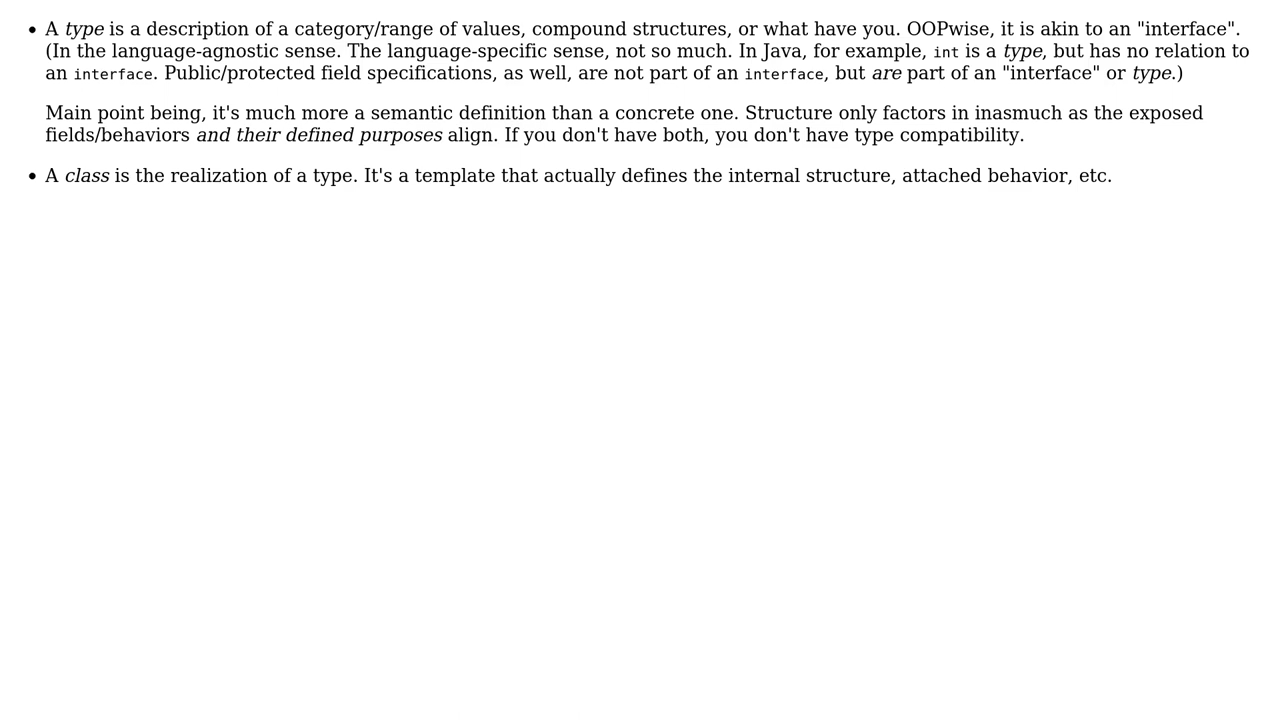 • A type is a description of a category/range of values, compound structures, or what have you. OOPwise, it is akin to an "interface".
(In the language-agnostic sense. The language-specific sense, not so much. In Java, for example, int is a type, but has no relation to
an interface. Public/protected field specifications, as well, are not part of an interface, but are part of an "interface" or type.)
Main point being, it's much more a semantic definition than a concrete one. Structure only factors in inasmuch as the exposed
fields/behaviors and their defined purposes align. If you don't have both, you don't have type compatibility.
• A class is the realization of a type. It's a template that actually defines the internal structure, attached behavior, etc.